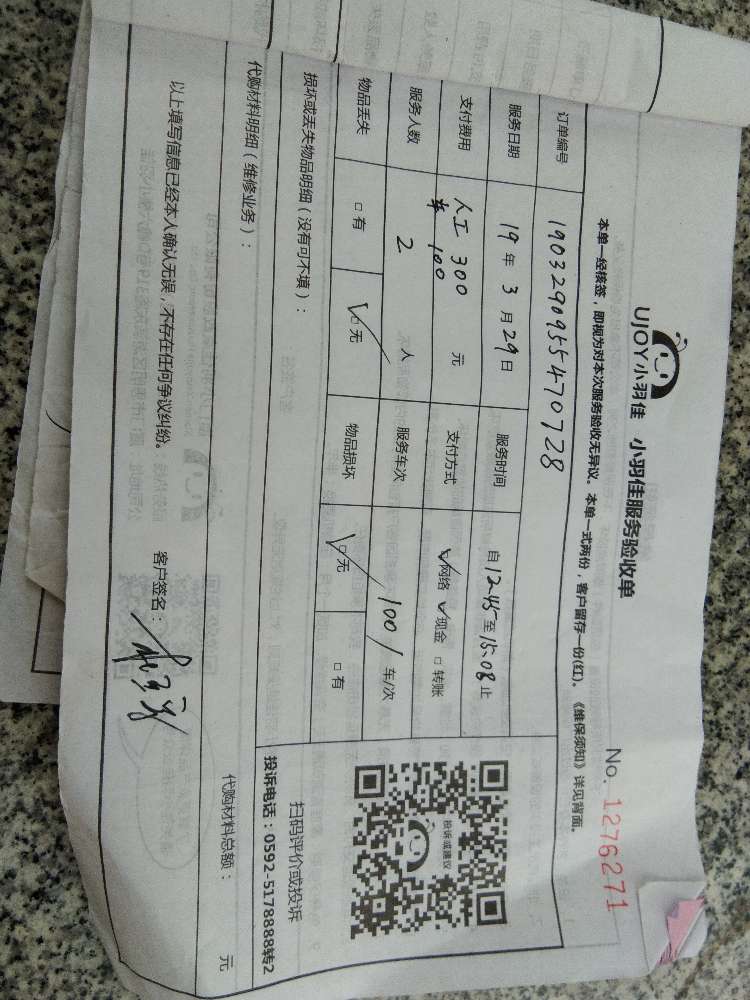 UJOY小羽佳 小羽佳服务验收单
No. 1276271
本单一经核签，即视为对本次服务验收无异议。本单一式两份，客户留存一份(红)。《维保须知》详见背面。
订单编号 1903290955470728
服务日期 19 年 3 月 29 日 服务时间 自 12-45 至 15:08 止
支付费用 人工 300 车 100 元 支付方式 ☑网络 ☑现金 □转账
服务人数 2 人 服务车次 100 / 车/次
物品丢失 □有 ☑无 物品损坏 ☑无 □有
损坏或丢失物品明细（没有可不填）：
代购材料明细（维修业务）：
代购材料总额： 元
以上填写信息已经本人确认无误，不存在任何争议纠纷。 客户签名：
投诉或建议
扫码评价或投诉
投诉电话：0592-5178888转2